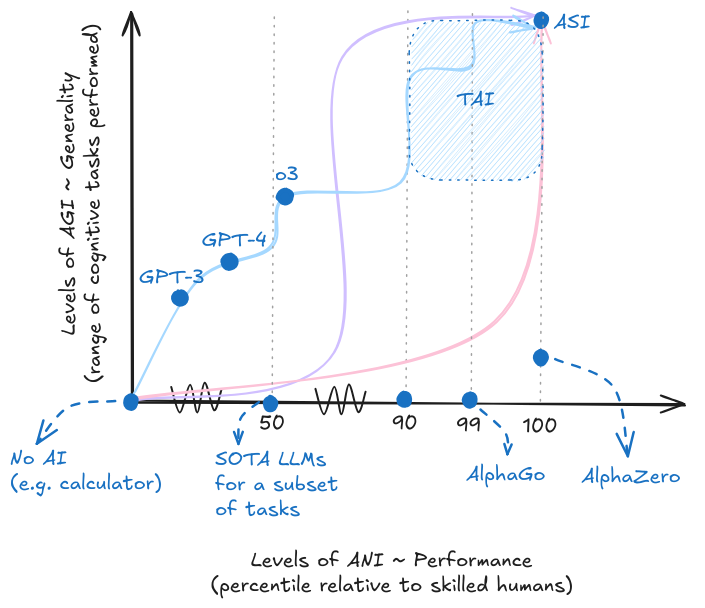 ASI
Levels of AGI ~ Generality
(range of cognitive tasks performed)
TAI
o3
GPT-4
GPT-3
50
90
99
100
No AI
(e.g. calculator)
SOTA LLMs
for a subset
of tasks
AlphaGo
AlphaZero
Levels of ANI ~ Performance
(percentile relative to skilled humans)